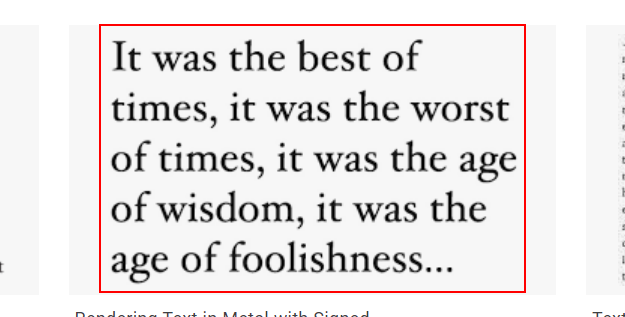 It was the best of
times, it was the worst
of times, it was the age
of wisdom, it was the
age of foolishness...
Rendering Text in Metal with Signed
Text